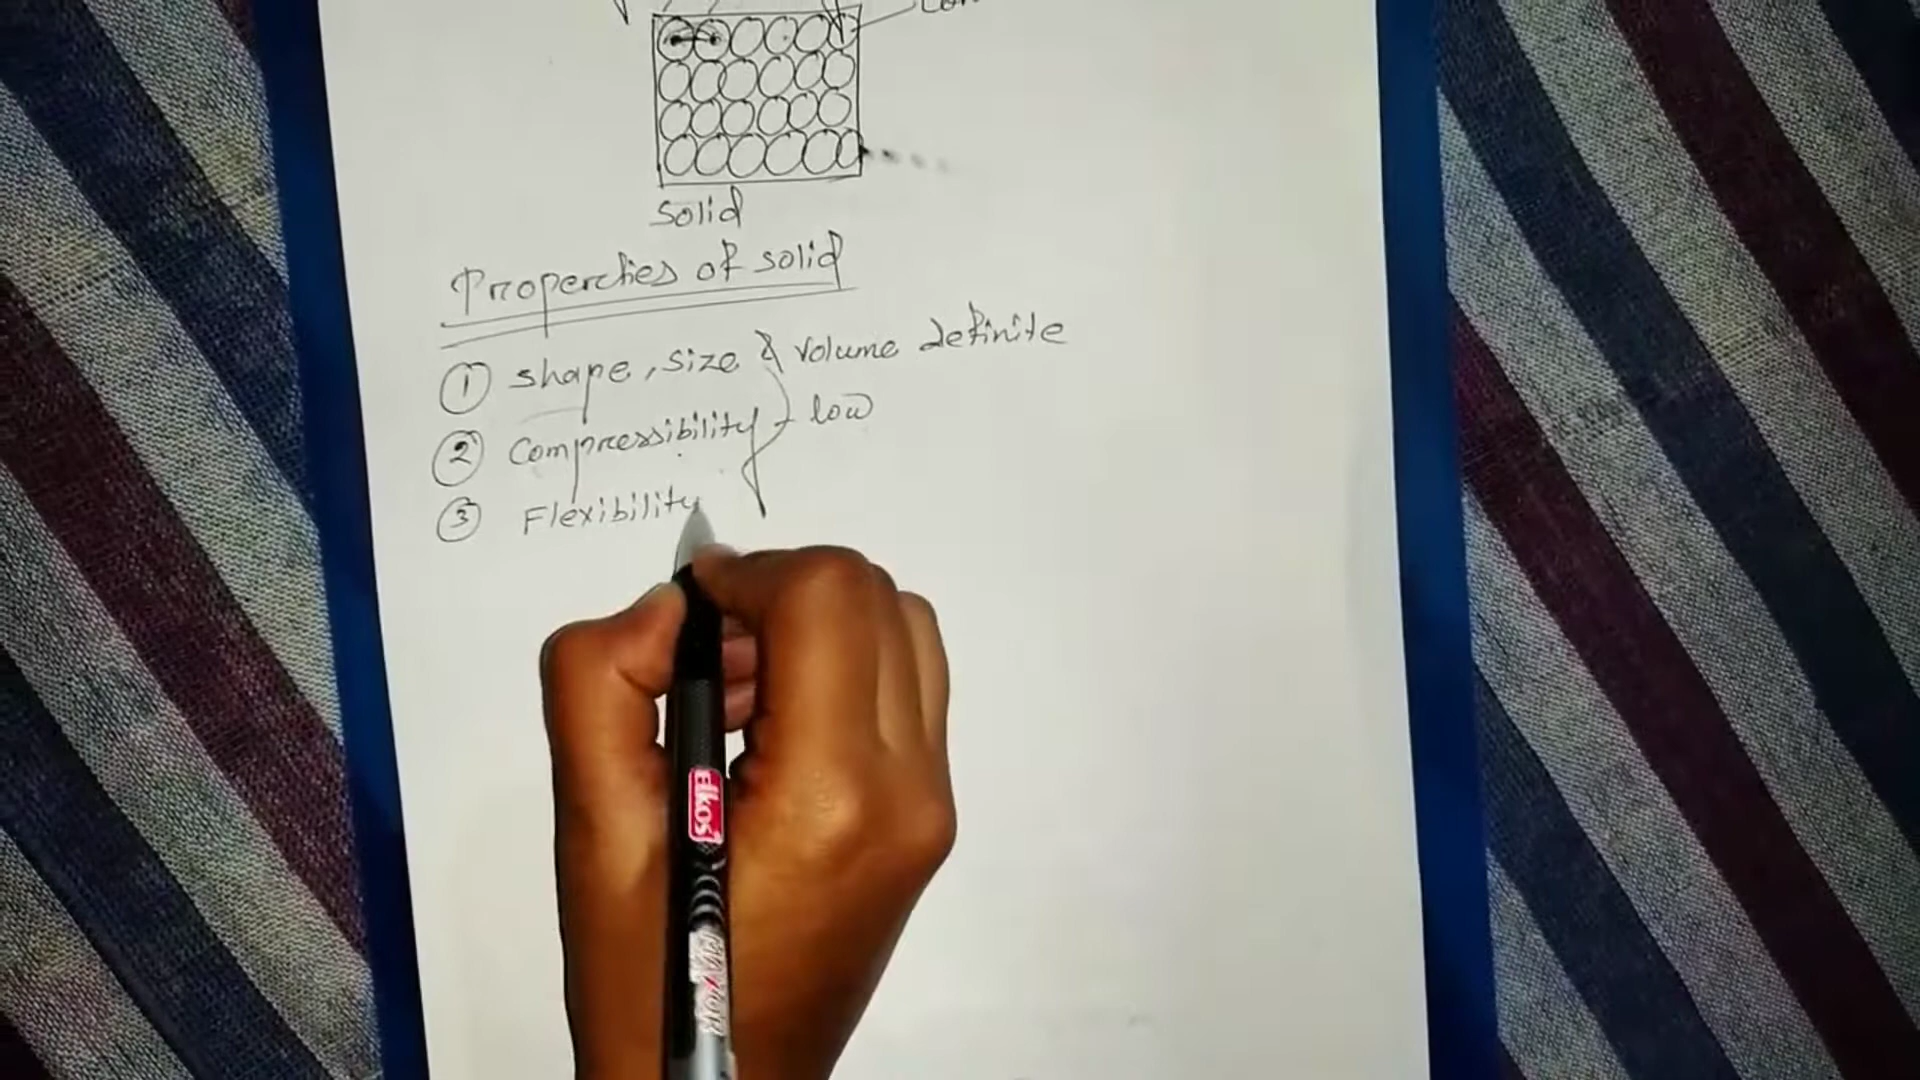 Solid
Properties of solid
① shape, size & volume definite
② Compressibility - low
③ Flexibility
Elkos